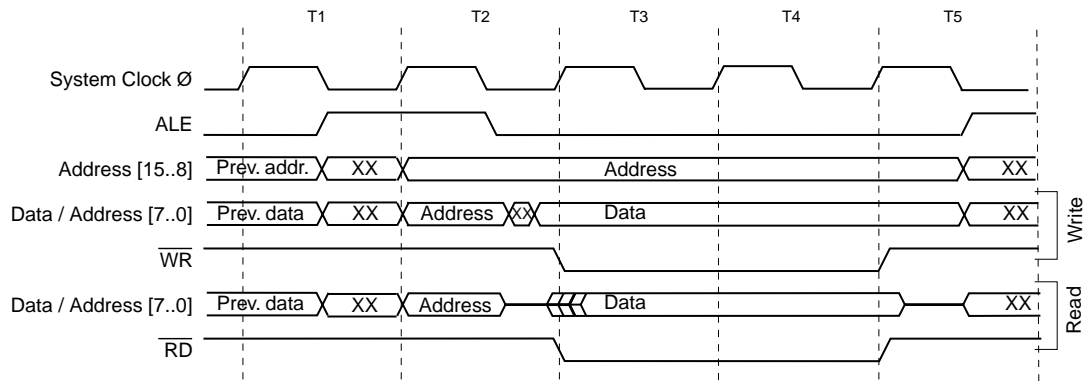 T1 T2 T3 T4 T5
System Clock Ø
ALE
Address [15..8] Prev. addr. XX Address XX
Data / Address [7..0] Prev. data XX Address XX Data XX
WR
Write
Data / Address [7..0] Prev. data XX Address Data XX
RD
Read